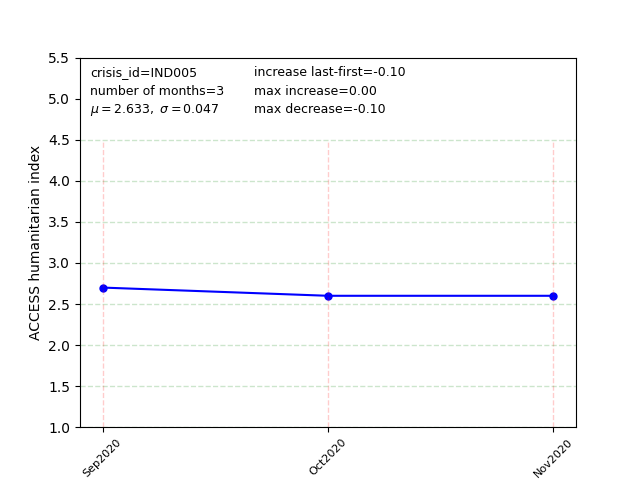 crisis_id=IND005
number of months=3
μ = 2.633, σ = 0.047
increase last-first=-0.10
max increase=0.00
max decrease=-0.10
ACCESS humanitarian index
5.5
5.0
4.5
4.0
3.5
3.0
2.5
2.0
1.5
1.0
Sep2020
Oct2020
Nov2020